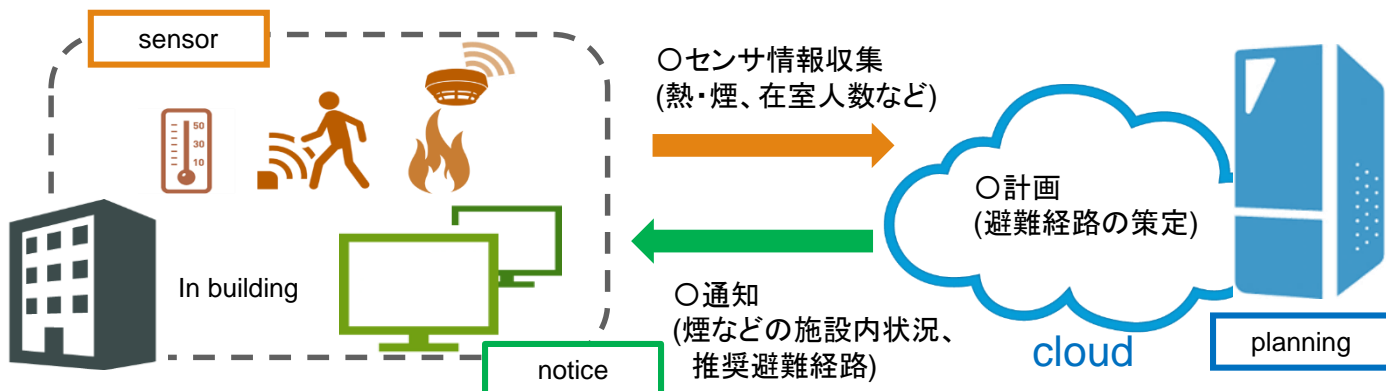 sensor
50
30
10
In building
notice
〇センサ情報収集
(熱・煙、在室人数など)
〇通知
(煙などの施設内状況、
推奨避難経路)
〇計画
(避難経路の策定)
cloud
planning